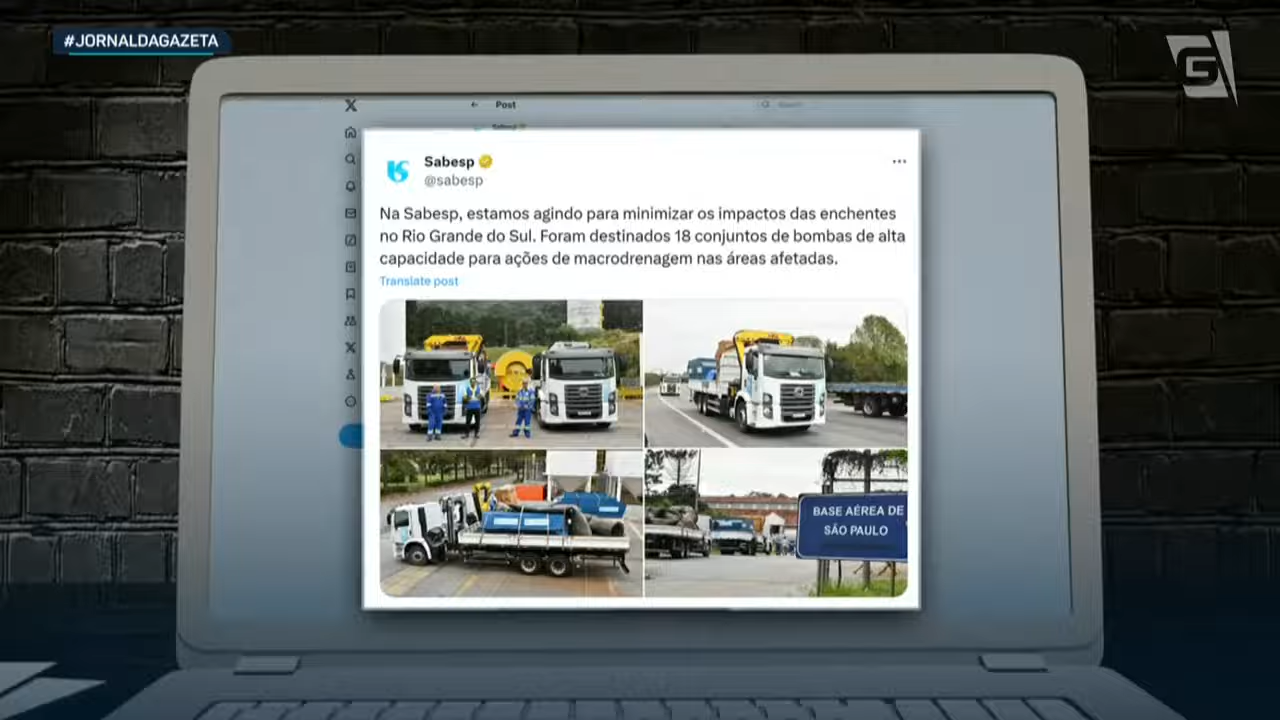 #JORNALDAGAZETA
G
Post
Search
Sabesp
Sabesp
@sabesp
Na Sabesp, estamos agindo para minimizar os impactos das enchentes
no Rio Grande do Sul. Foram destinados 18 conjuntos de bombas de alta
capacidade para ações de macrodrenagem nas áreas afetadas.
Translate post
BASE AÉREA DE
SÃO PAULO